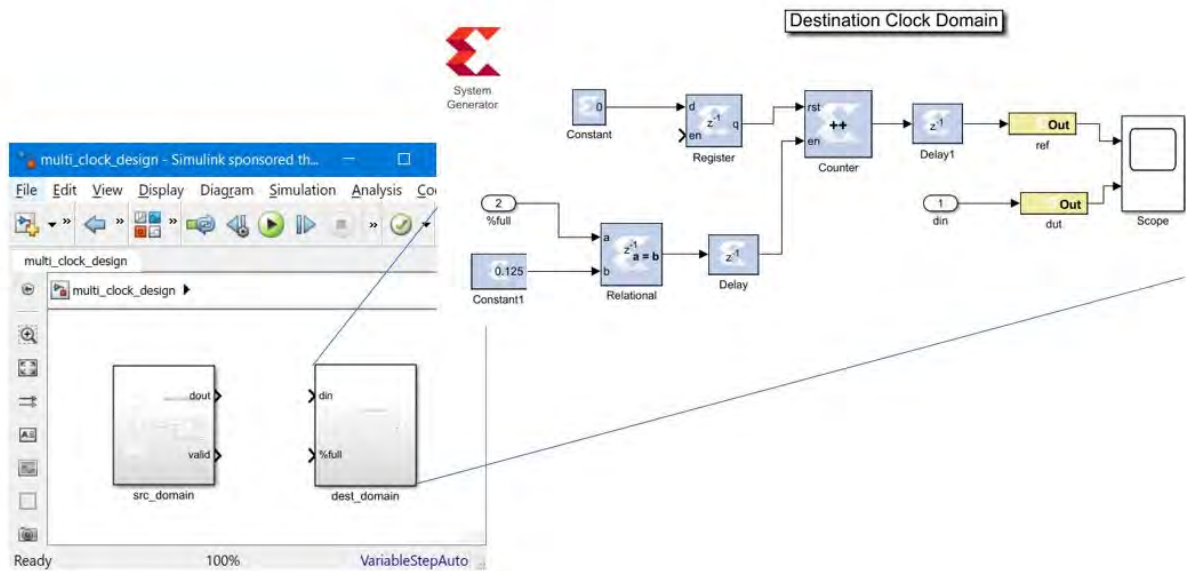 Destination Clock Domain
System
Generator
0
Constant
d
en
z-1
q
Register
rst
en
++
Counter
z-1
Delay1
Out
ref
1
din
Out
dut
Scope
2
%full
0.125
Constant1
a
b
z-1
a = b
Relational
z-1
Delay
multi_clock_design - Simulink sponsored th...
File Edit View Display Diagram Simulation Analysis Co
multi_clock_design
multi_clock_design
dout
valid
src_domain
din
%full
dest_domain
Ready 100% VariableStepAuto